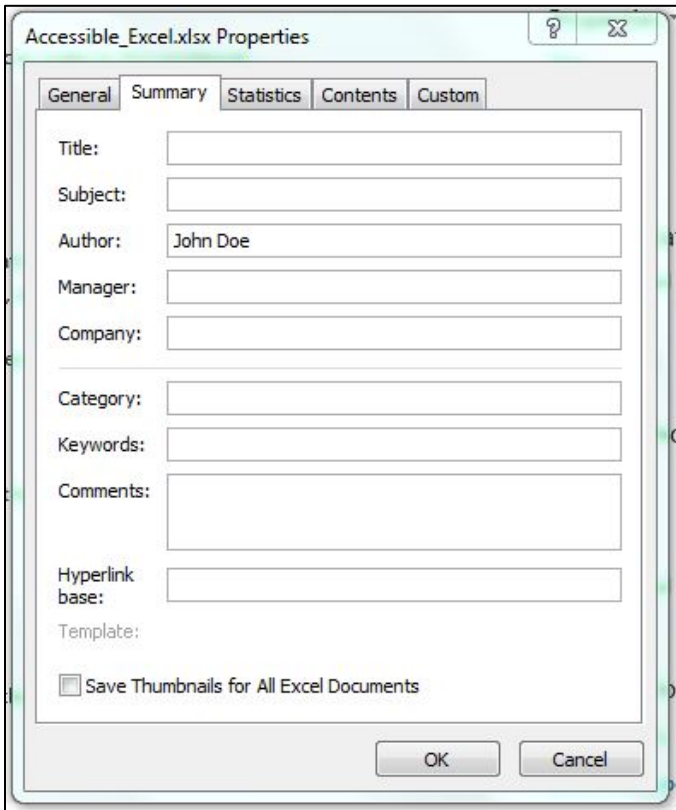 Accessible_Excel.xlsx Properties
General Summary Statistics Contents Custom
Title:
Subject:
Author: John Doe
Manager:
Company:
Category:
Keywords:
Comments:
Hyperlink
base:
Template:
Save Thumbnails for All Excel Documents
OK Cancel